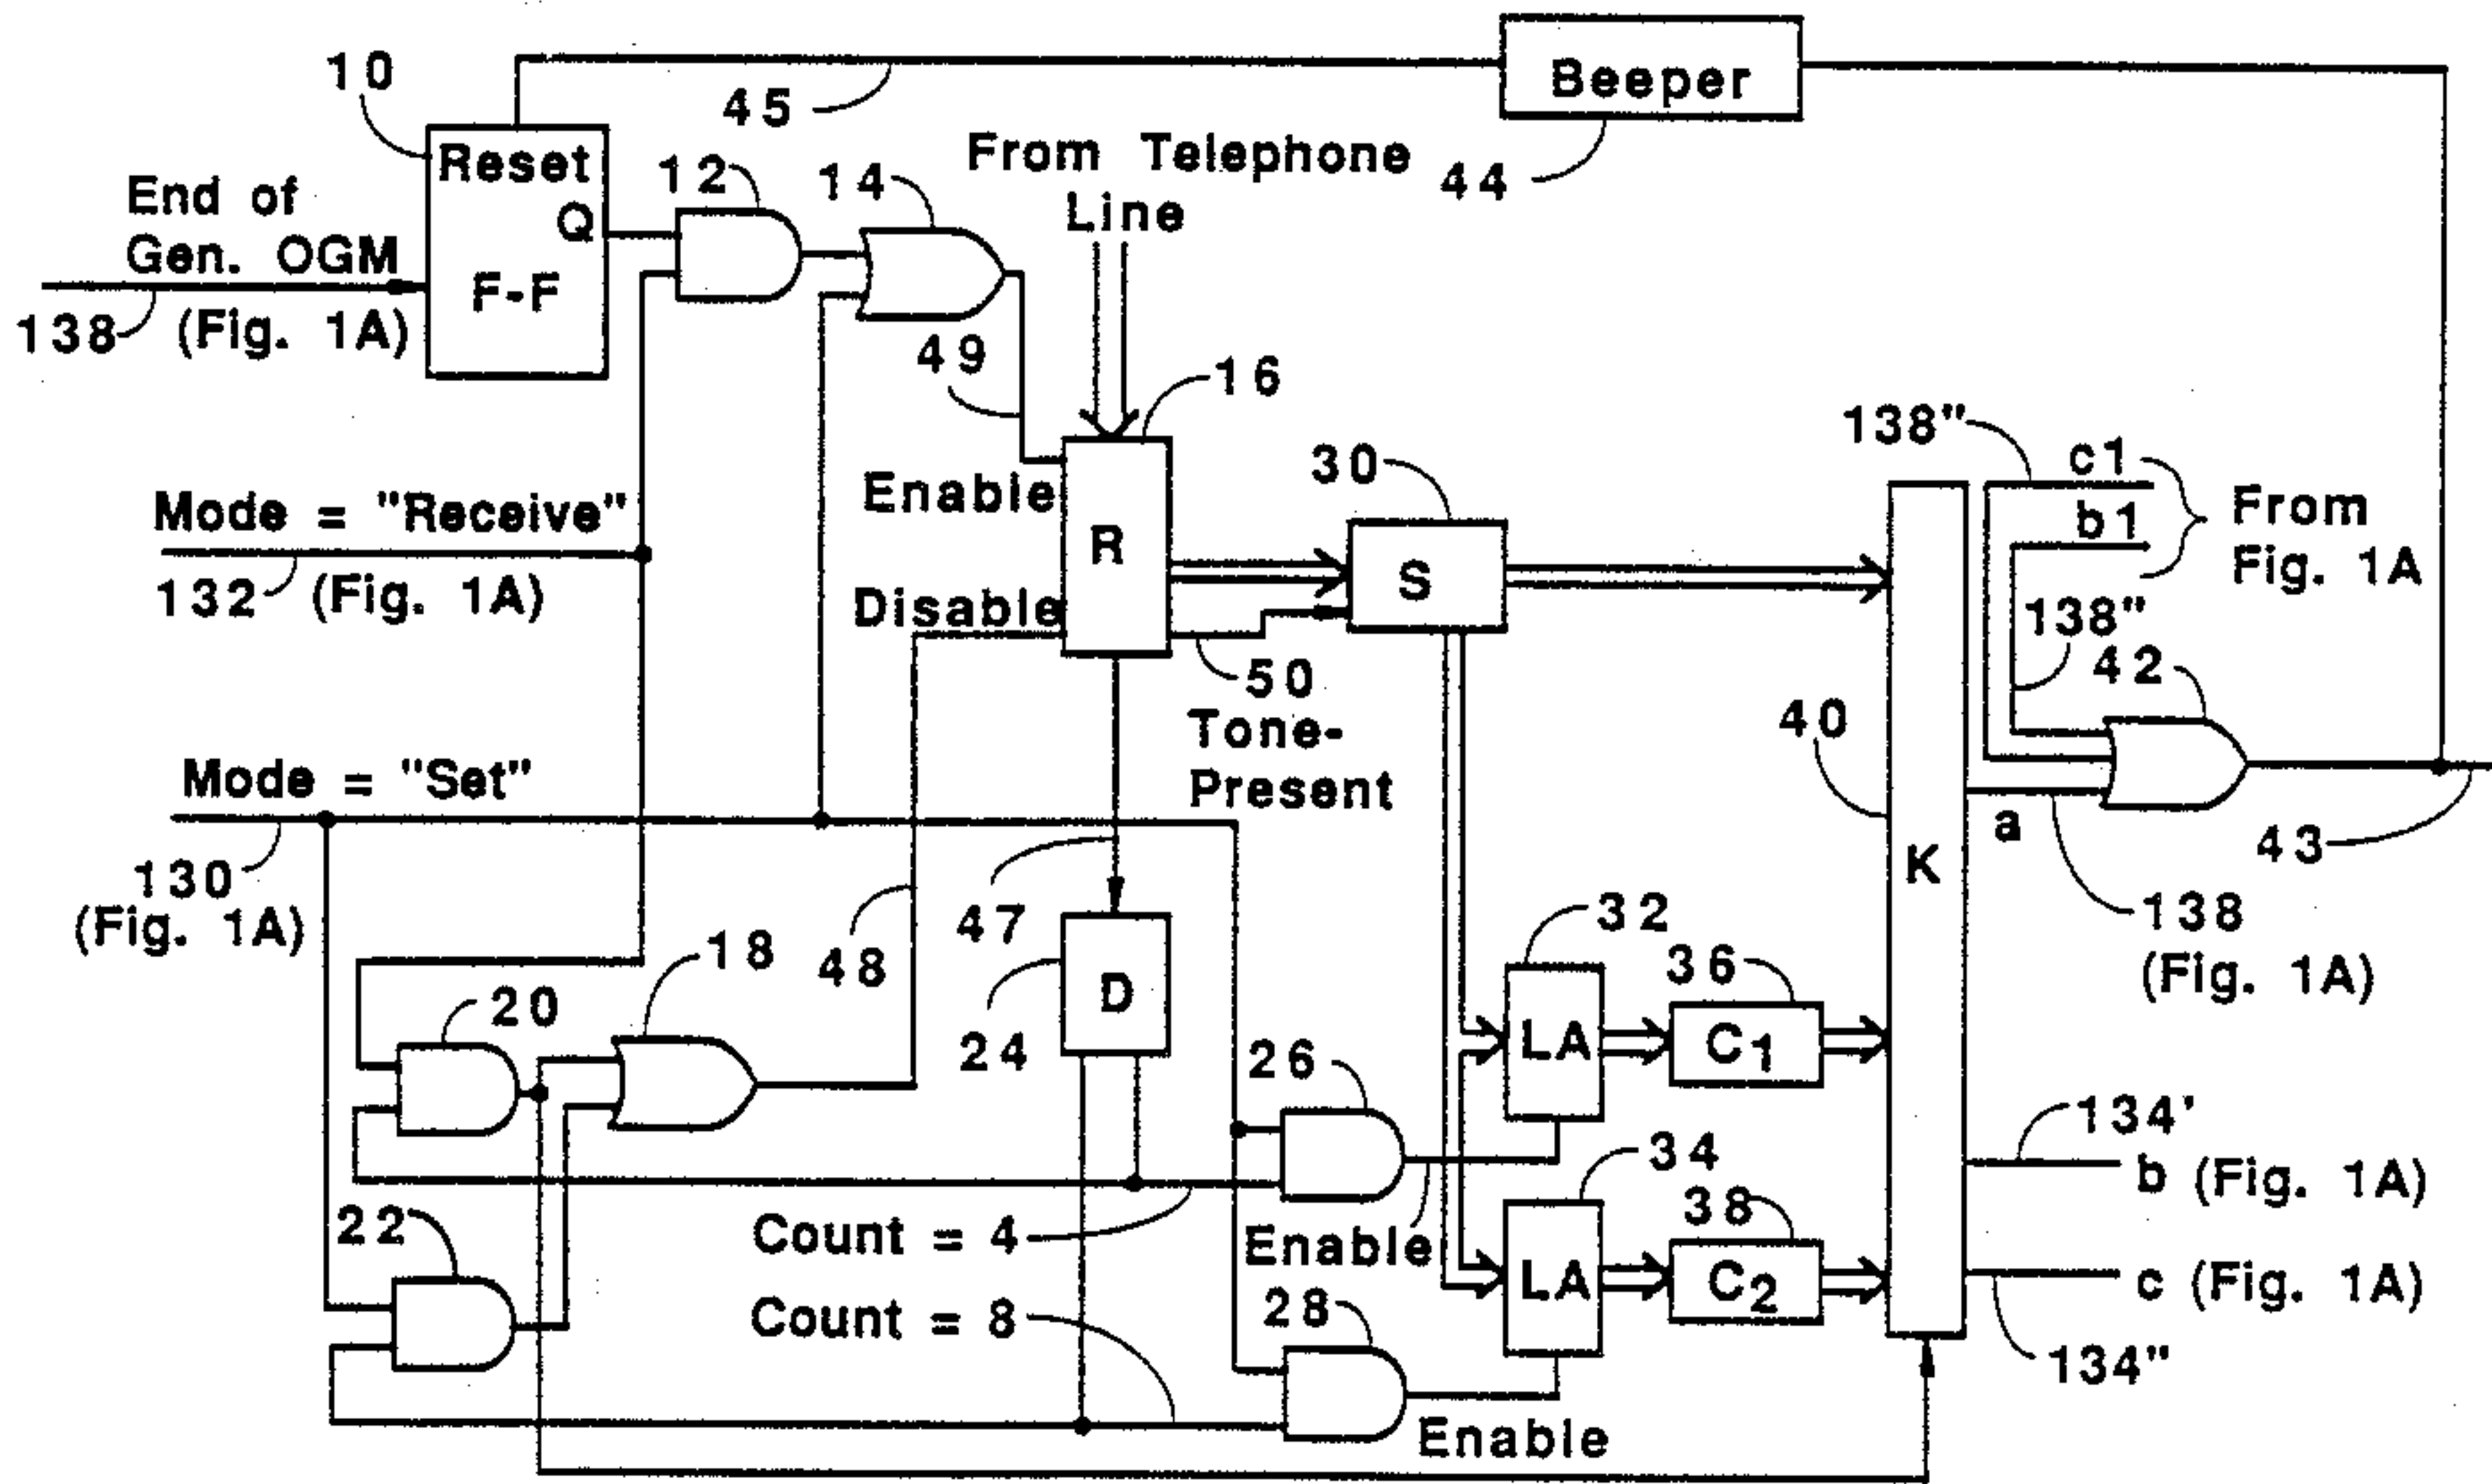 10
45
Beeper
44
Reset
Q
F-F
End of
Gen. OGM
138
(Fig. 1A)
12
14
From Telephone
Line
49
16
Enable
R
Disable
30
S
50
Tone-
Present
Mode = "Receive"
132
(Fig. 1A)
Mode = "Set"
130
(Fig. 1A)
138"
c1
b1
From
Fig. 1A
138"
42
40
K
a
43
138
(Fig. 1A)
47
48
18
20
24
D
32
LA
36
C1
26
34
LA
38
C2
134'
b (Fig. 1A)
c (Fig. 1A)
134"
22
Count = 4
Enable
Count = 8
28
Enable